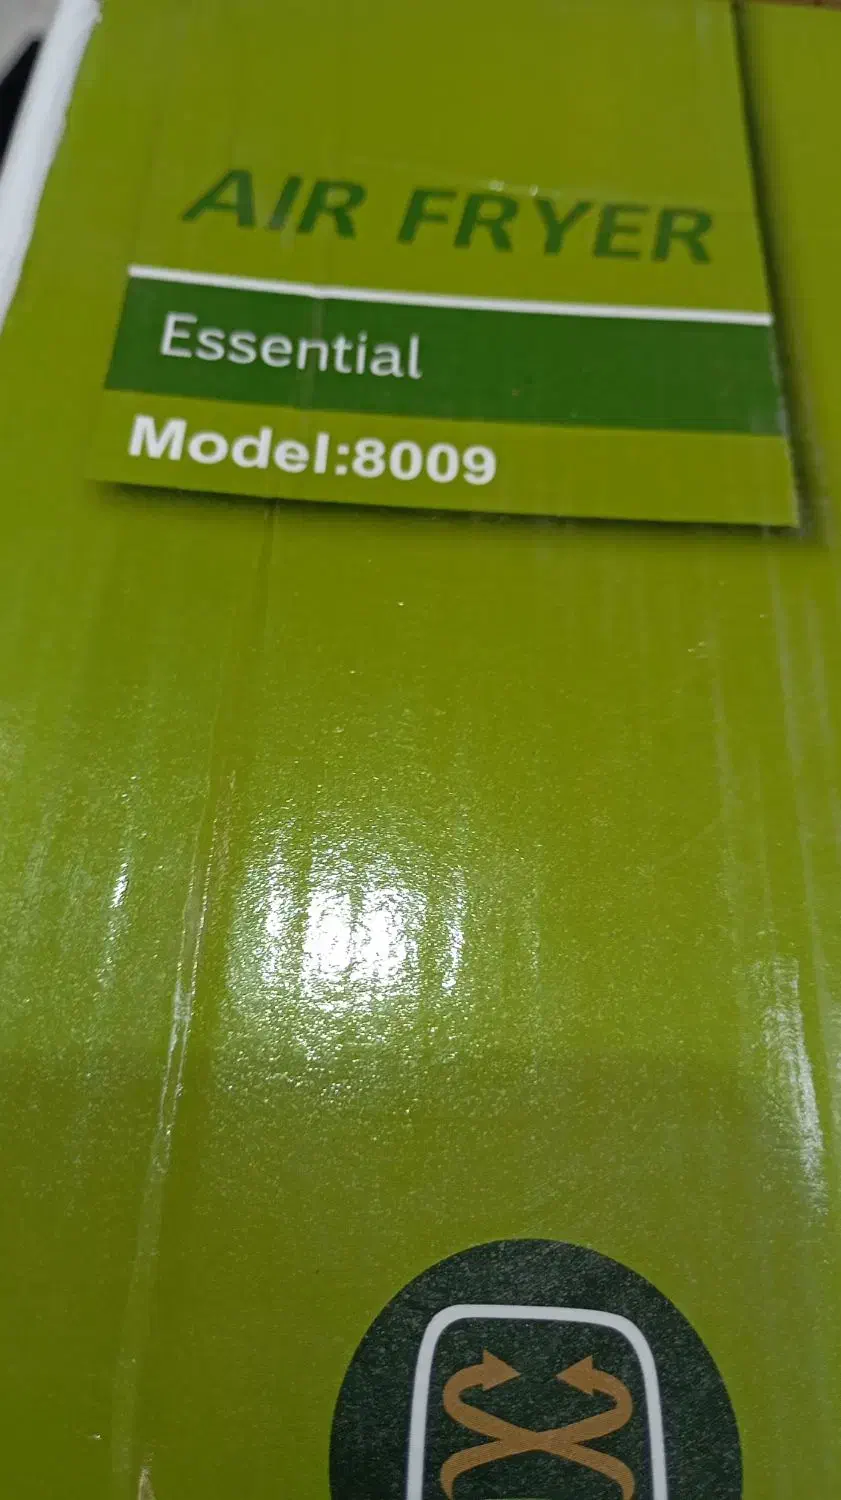 AIR FRYER
Essential
Model:8009